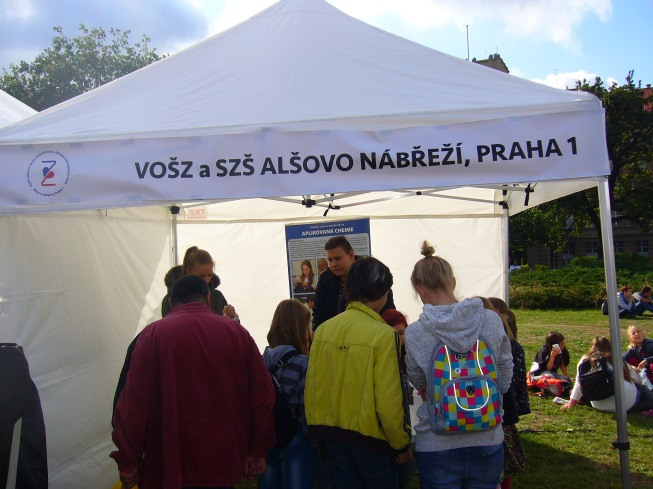 VOŠZ a SZŠ ALŠOVO NÁBŘEŽÍ, PRAHA 1
APLIKOVANÁ CHEMIE